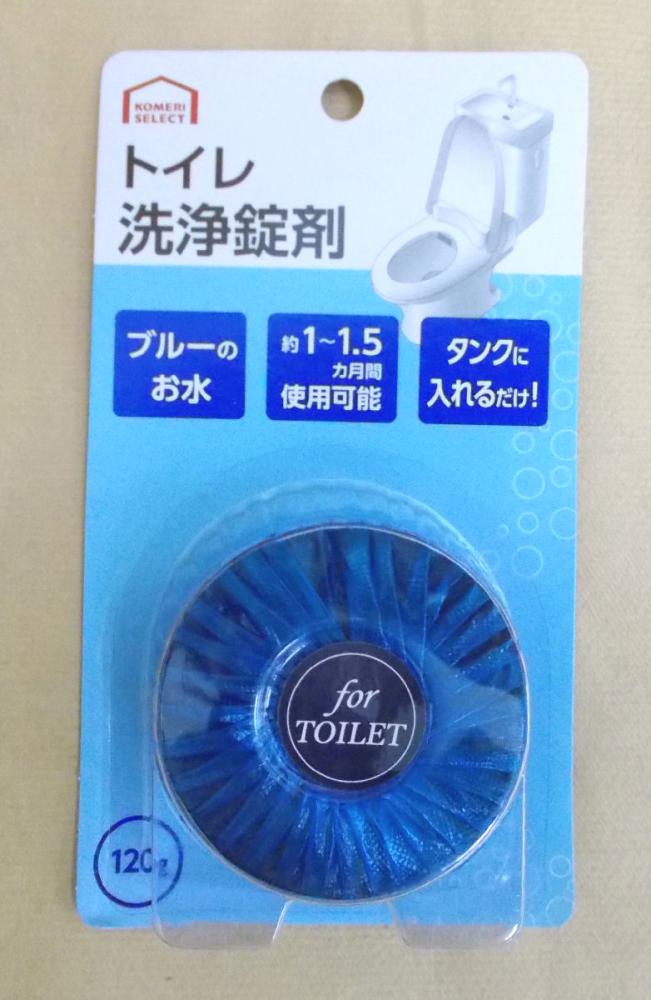 KOMERI
SELECT
トイレ
洗浄錠剤
ブルーの
お水
約1~1.5
カ月間
使用可能
タンクに
入れるだけ!
for
TOILET
120g